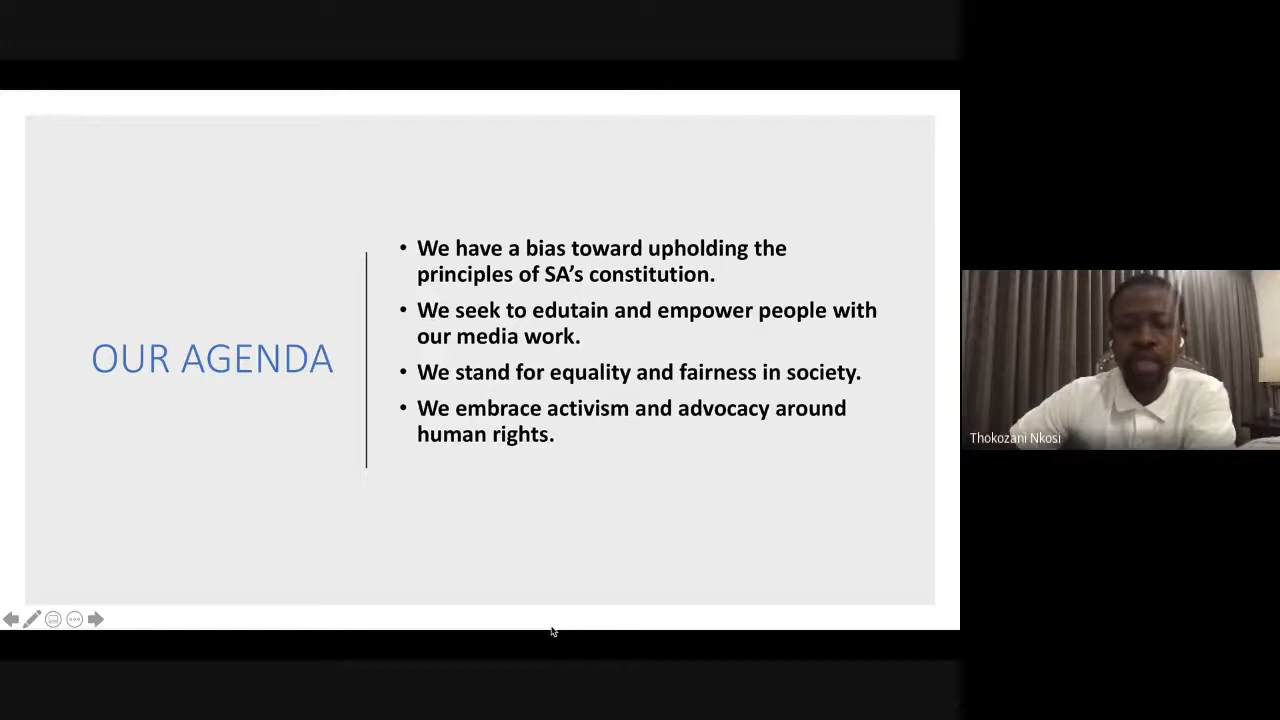 OUR AGENDA
• We have a bias toward upholding the
principles of SA’s constitution.
• We seek to edutain and empower people with
our media work.
• We stand for equality and fairness in society.
• We embrace activism and advocacy around
human rights.
Thokozani Nkosi